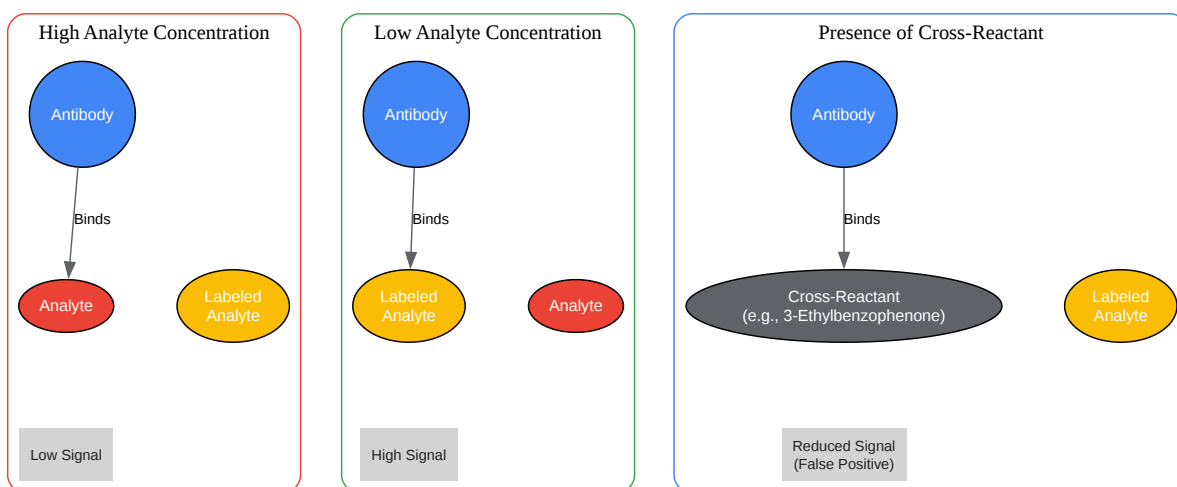 High Analyte Concentration
Antibody
Binds
Analyte
Labeled
Analyte
Low Signal
Low Analyte Concentration
Antibody
Binds
Labeled
Analyte
Analyte
High Signal
Presence of Cross-Reactant
Antibody
Binds
Cross-Reactant
(e.g., 3-Ethylbenzophenone)
Labeled
Analyte
Reduced Signal
(False Positive)